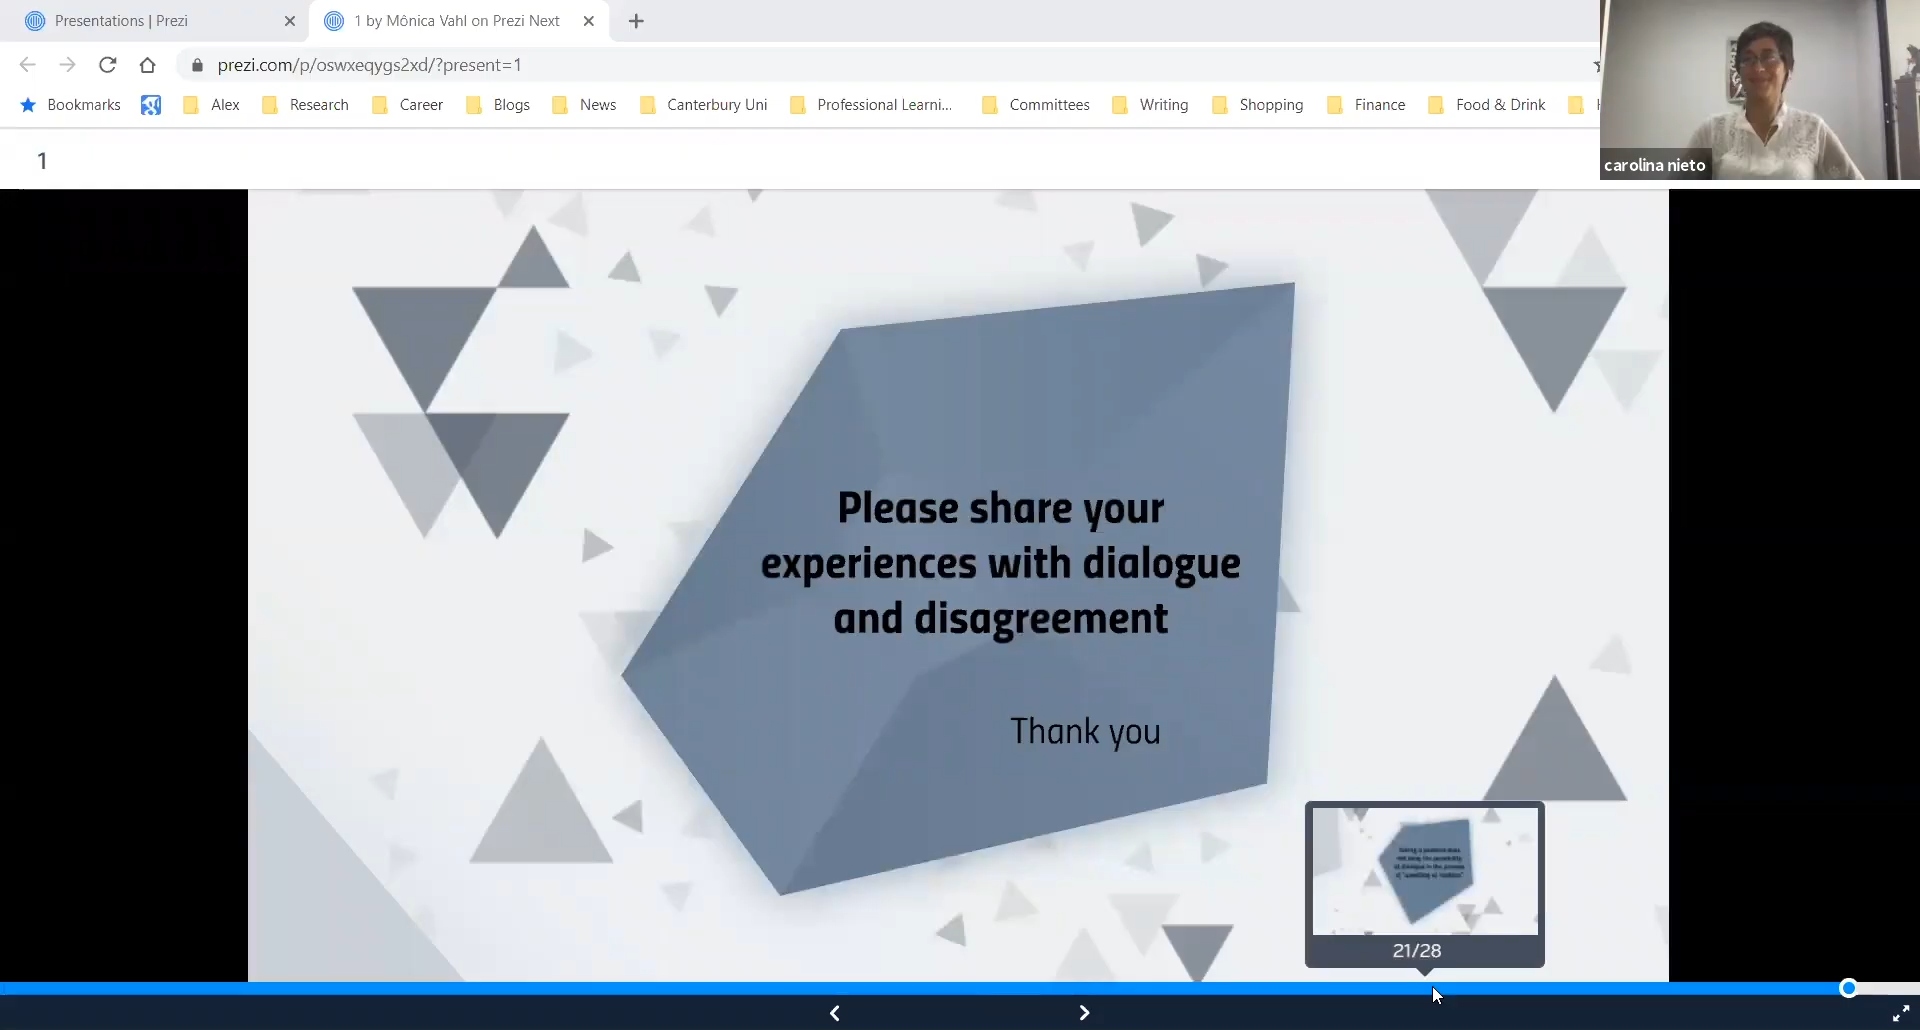 Presentations | Prezi
1 by Mônica Vahl on Prezi Next
prezi.com/p/oswxeqygs2xd/?present=1
Bookmarks
Alex
Research
Career
Blogs
News
Canterbury Uni
Professional Learni...
Committees
Writing
Shopping
Finance
Food & Drink
1
carolina nieto
Please share your
experiences with dialogue
and disagreement
Thank you
21/28